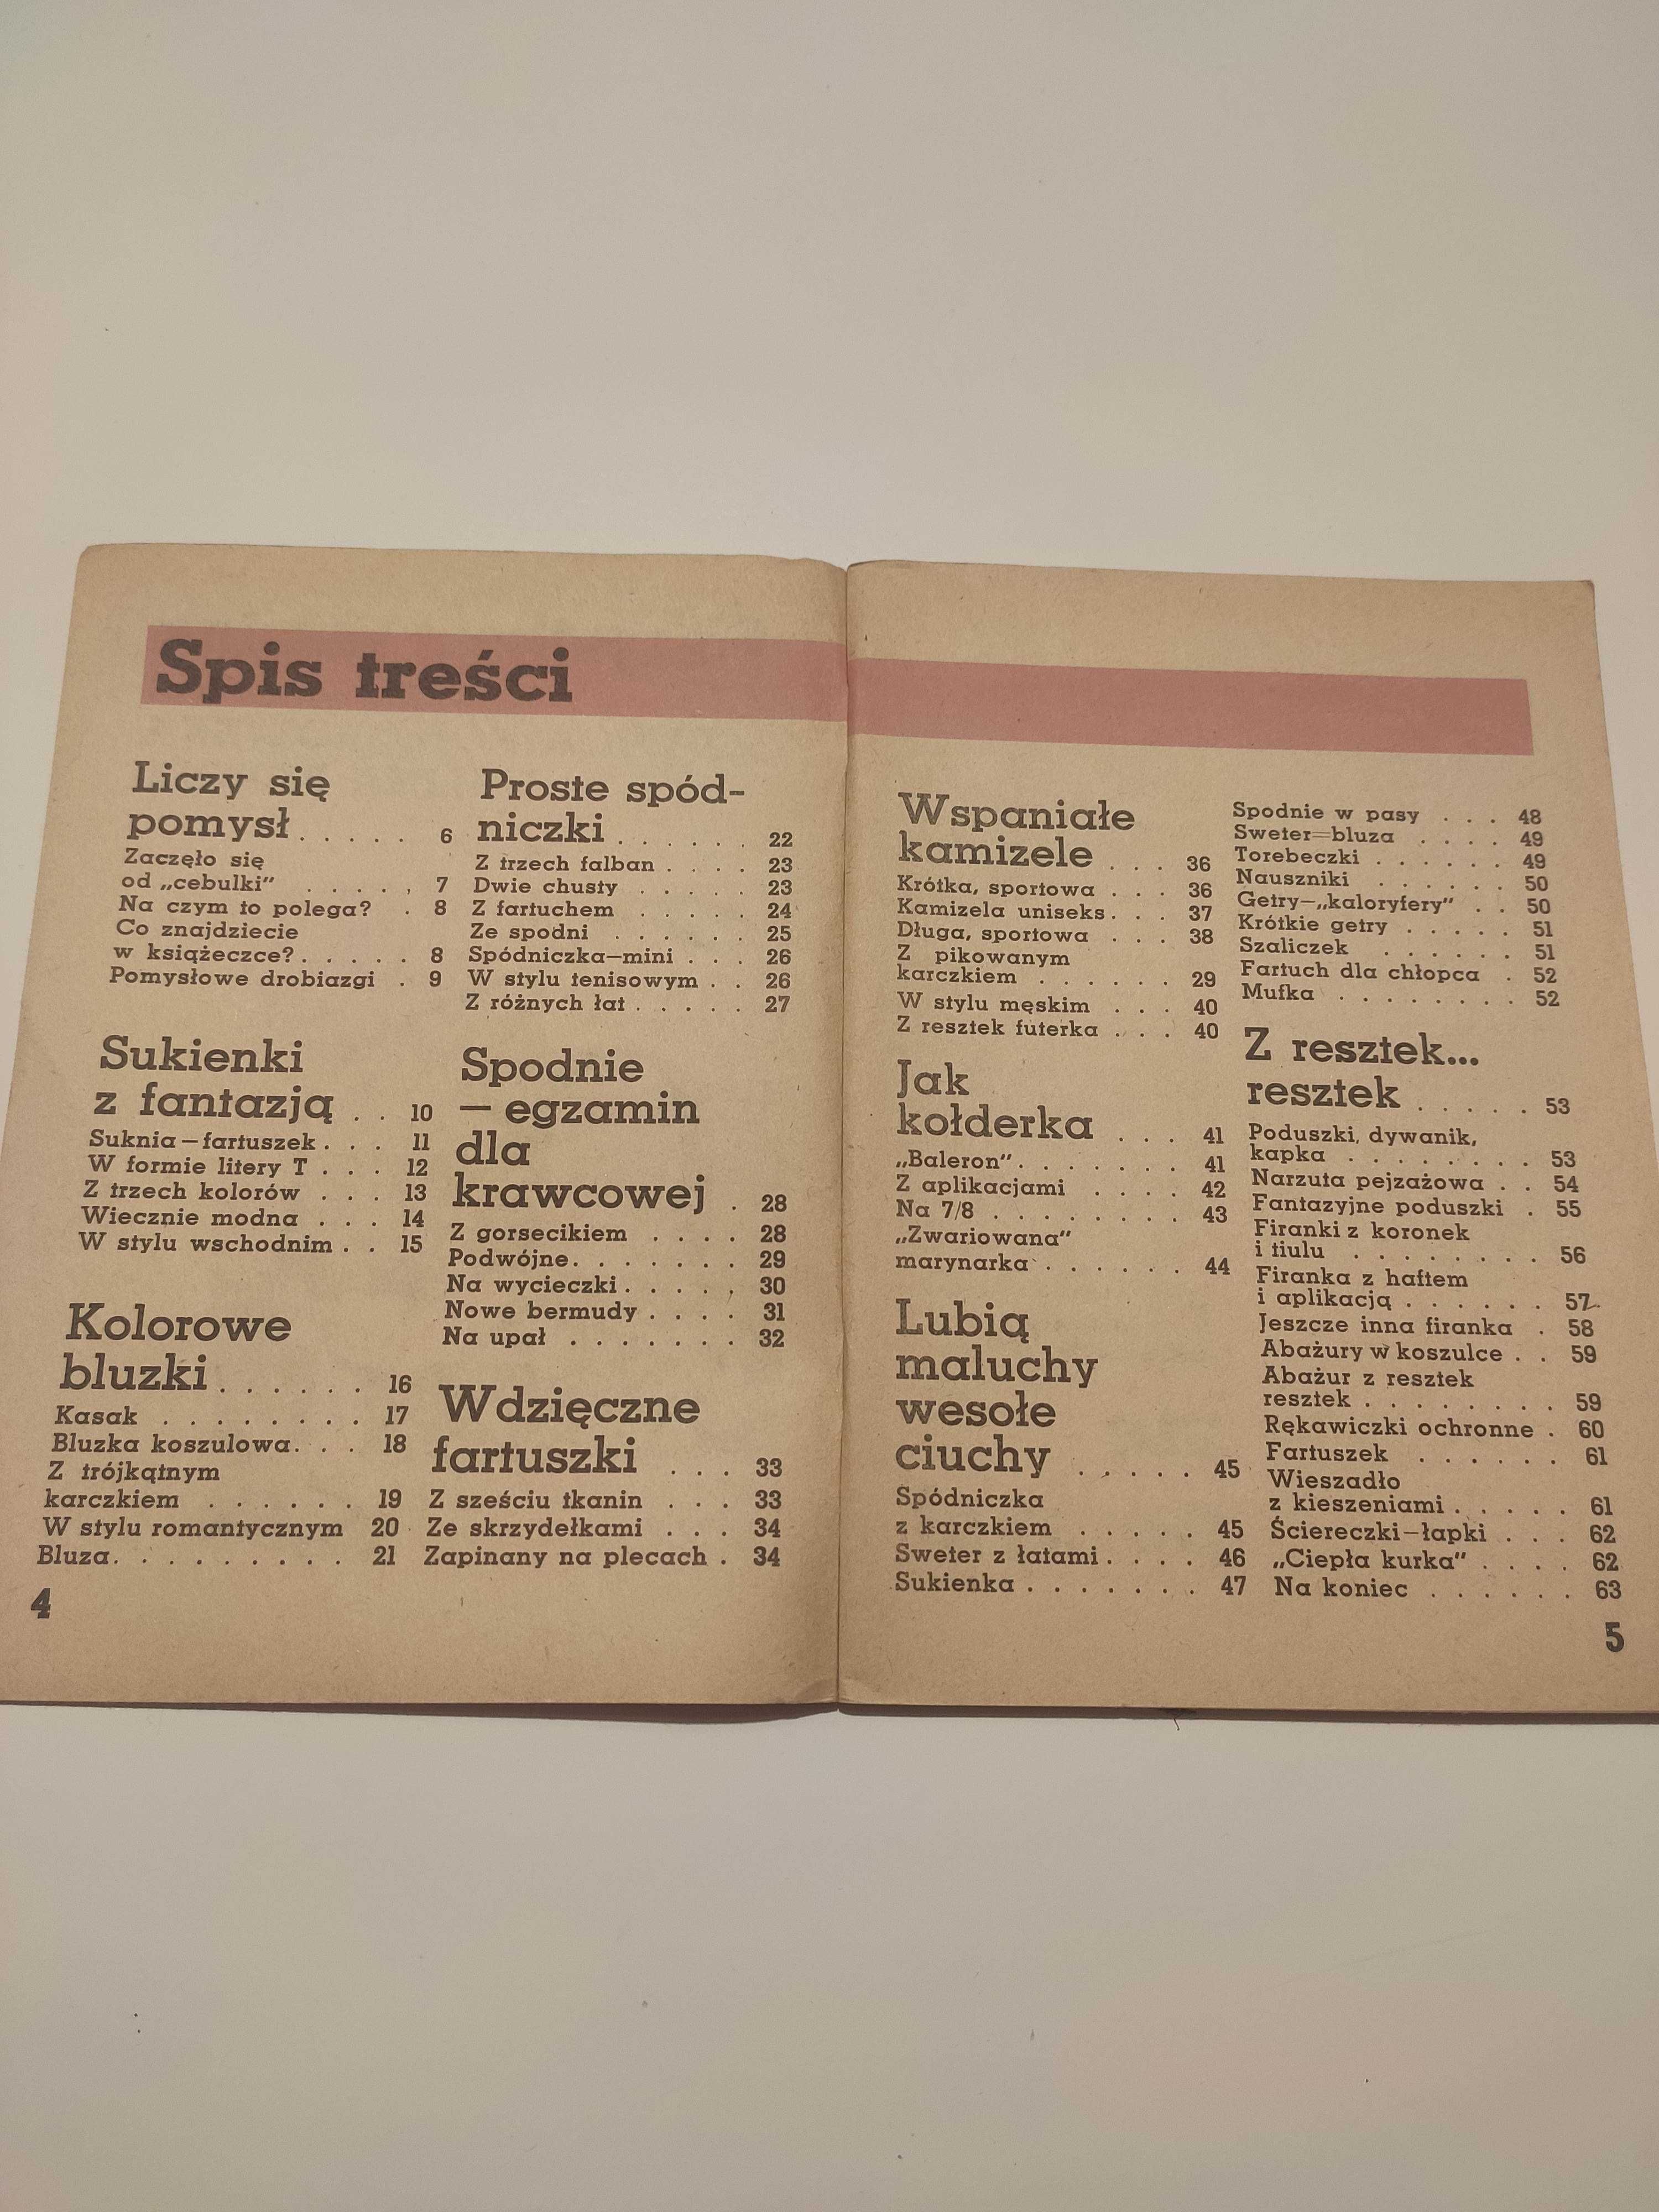 Spis treści
Liczy się
pomysł . . . . . 6
Zaczęło się
od „cebulki” . . . . . 7
Na czym to polega? . 8
Co znajdziecie
w książeczce? . . . . . 8
Pomysłowe drobiazgi . 9
Sukienki
z fantazją . . 10
Suknia—fartuszek . . . 11
W formie litery T . . . 12
Z trzech kolorów . . . 13
Wiecznie modna . . . 14
W stylu wschodnim . . 15
Kolorowe
bluzki . . . . . . 16
Kasak . . . . . . . . 17
Bluzka koszulowa . . . 18
Z trójkątnym
karczkiem . . . . . . 19
W stylu romantycznym 20
Bluza . . . . . . . . . 21
4
Proste spód-
niczki . . . . . . 22
Z trzech falban . . . . 23
Dwie chusty . . . . . 23
Z fartuchem . . . . . 24
Ze spodni . . . . . . 25
Spódniczka—mini . . . 26
W stylu tenisowym . . 26
Z różnych łat . . . . . 27
Spodnie
— egzamin
dla
krawcowej . 28
Z gorsecikiem . . . . 28
Podwójne . . . . . . . 29
Na wycieczki . . . . . 30
Nowe bermudy . . . . 31
Na upał . . . . . . . 32
Wdzięczne
fartuszki . . . 33
Z sześciu tkanin . . . 33
Ze skrzydełkami . . . 34
Zapinany na plecach . 34
Wspaniałe
kamizele . . . 36
Krótka, sportowa . . . 36
Kamizela uniseks . . . 37
Długa, sportowa . . . 38
Z pikowanym
karczkiem . . . . . . 29
W stylu męskim . . . 40
Z resztek futerka . . . 40
Jak
kołderka . . . 41
„Baleron” . . . . . . . 41
Z aplikacjami . . . . 42
Na 7/8 . . . . . . . . 43
„Zwariowana”
marynarka . . . . . . 44
Lubią
maluchy
wesołe
ciuchy . . . . . 45
Spódniczka
z karczkiem . . . . . 45
Sweter z łatami . . . . 46
Sukienka . . . . . . . 47
Spodnie w pasy . . . 48
Sweter=bluza . . . . 49
Torebeczki . . . . . . 49
Nauszniki . . . . . . 50
Getry—„kaloryfery” . . 50
Krótkie getry . . . . . 51
Szaliczek . . . . . . 51
Fartuch dla chłopca . 52
Mufka . . . . . . . . 52
Z resztek...
resztek . . . . . 53
Poduszki, dywanik,
kapka . . . . . . . . 53
Narzuta pejzażowa . . 54
Fantazyjne poduszki . 55
Firanki z koronek
i tiulu . . . . . . . . 56
Firanka z haftem
i aplikacją . . . . . . 57
Jeszcze inna firanka . 58
Abażury w koszulce . . 59
Abażur z resztek
resztek . . . . . . . . 59
Rękawiczki ochronne . 60
Fartuszek . . . . . . 61
Wieszadło
z kieszeniami . . . . . 61
Ściereczki—łapki . . . 62
„Ciepła kurka” . . . . 62
Na koniec . . . . . . 63
5